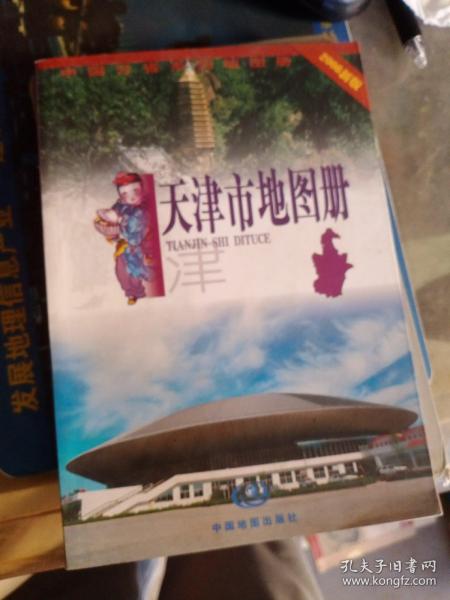 天津市地图册
TIANJIN SHI DITUCE
津
中国地图出版社
发展地理信息产业
孔夫子旧书网
www.kongfz.com